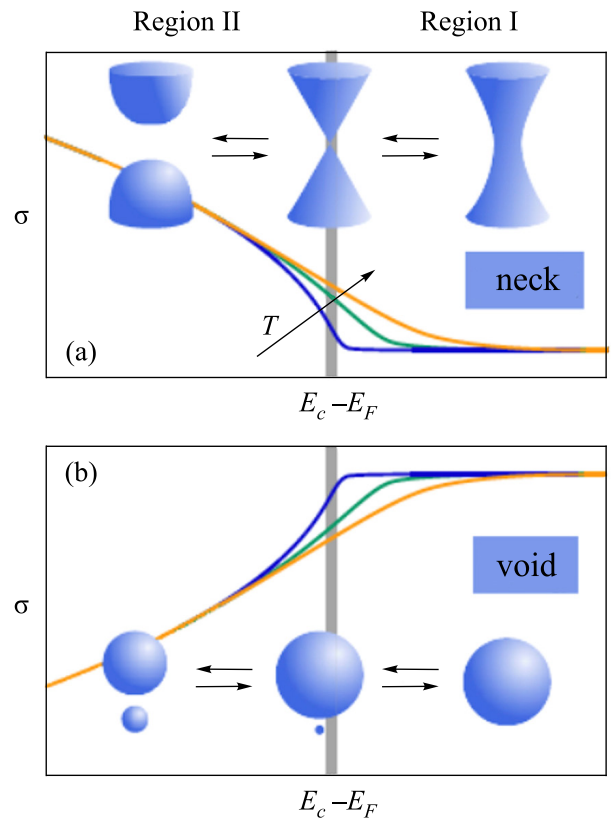 Region II Region I
σ
neck
T
(a)
E_c – E_F
(b)
void
σ
E_c – E_F